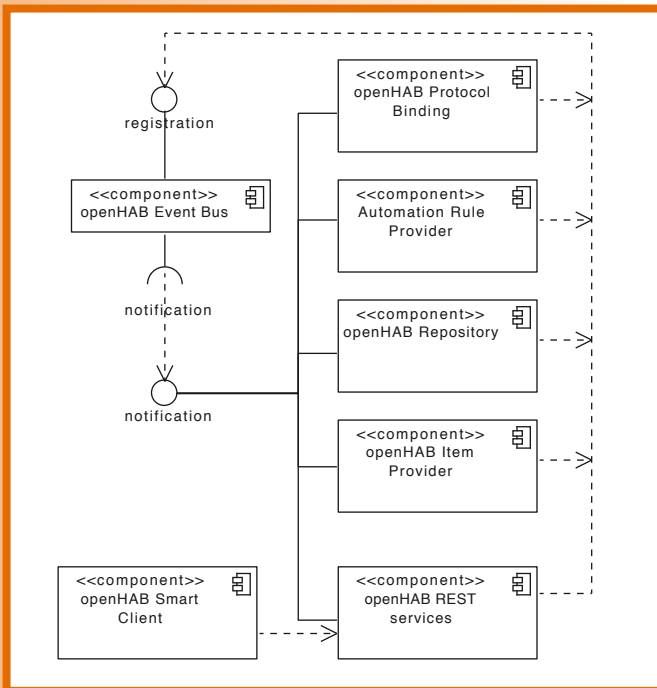 registration
<<component>>
openHAB Event Bus
notification
notification
<<component>>
openHAB Protocol
Binding
<<component>>
Automation Rule
Provider
<<component>>
openHAB Repository
<<component>>
openHAB Item
Provider
<<component>>
openHAB Smart
Client
<<component>>
openHAB REST
services